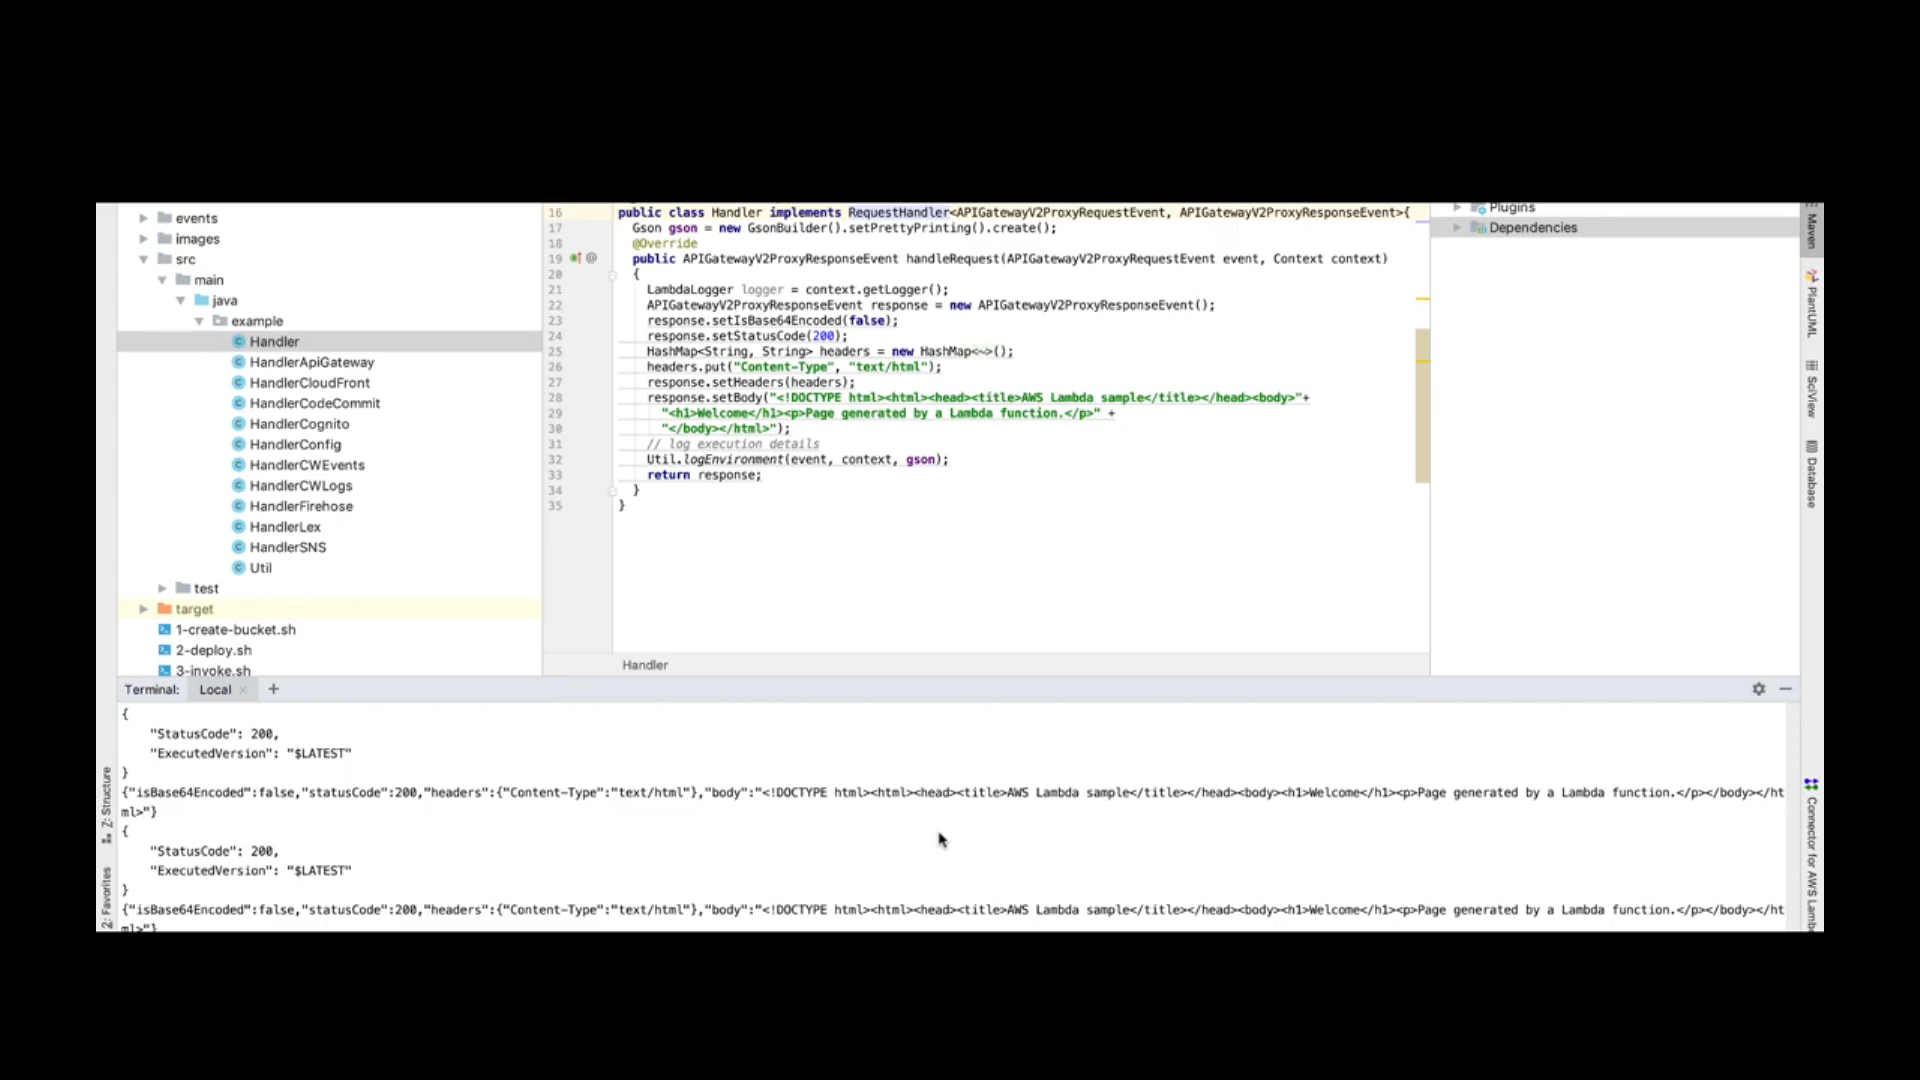 events
images
src
main
java
example
Handler
HandlerApiGateway
HandlerCloudFront
HandlerCodeCommit
HandlerCognito
HandlerConfig
HandlerCWEvents
HandlerCWLogs
HandlerFirehose
HandlerLex
HandlerSNS
Util
test
target
1-create-bucket.sh
2-deploy.sh
3-invoke.sh
16 public class Handler implements RequestHandler<APIGatewayV2ProxyRequestEvent, APIGatewayV2ProxyResponseEvent>{
17 Gson gson = new GsonBuilder().setPrettyPrinting().create();
18 @Override
19 @ public APIGatewayV2ProxyResponseEvent handleRequest(APIGatewayV2ProxyRequestEvent event, Context context)
20 {
21 LambdaLogger logger = context.getLogger();
22 APIGatewayV2ProxyResponseEvent response = new APIGatewayV2ProxyResponseEvent();
23 response.setIsBase64Encoded(false);
24 response.setStatusCode(200);
25 HashMap<String, String> headers = new HashMap<~>();
26 headers.put("Content-Type", "text/html");
27 response.setHeaders(headers);
28 response.setBody("<!DOCTYPE html><html><head><title>AWS Lambda sample</title></head><body>"+
29 "<h1>Welcome</h1><p>Page generated by a Lambda function.</p>" +
30 "</body></html>");
31 // log execution details
32 Util.logEnvironment(event, context, gson);
33 return response;
34 }
35 }
Handler
Plugins
Dependencies
Maven
PlantUML
SciView
Database
Connector for AWS Lamb
Terminal: Local × +
{
"StatusCode": 200,
"ExecutedVersion": "$LATEST"
}
{"isBase64Encoded":false,"statusCode":200,"headers":{"Content-Type":"text/html"},"body":"<!DOCTYPE html><html><head><title>AWS Lambda sample</title></head><body><h1>Welcome</h1><p>Page generated by a Lambda function.</p></body></ht
ml>"}
{
"StatusCode": 200,
"ExecutedVersion": "$LATEST"
}
{"isBase64Encoded":false,"statusCode":200,"headers":{"Content-Type":"text/html"},"body":"<!DOCTYPE html><html><head><title>AWS Lambda sample</title></head><body><h1>Welcome</h1><p>Page generated by a Lambda function.</p></body></ht
ml>"}
Z: Structure
2: Favorites